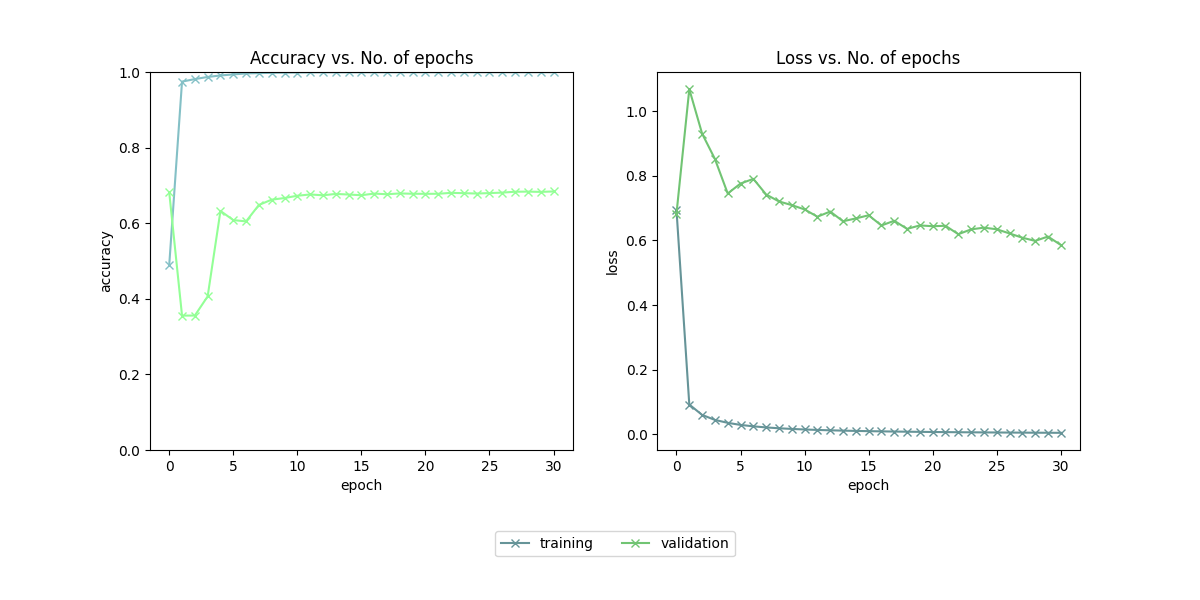 Accuracy vs. No. of epochs
1.0
0.8
0.6
0.4
0.2
0.0
accuracy
0 5 10 15 20 25 30
epoch
Loss vs. No. of epochs
1.0
0.8
0.6
0.4
0.2
0.0
loss
0 5 10 15 20 25 30
epoch
training validation